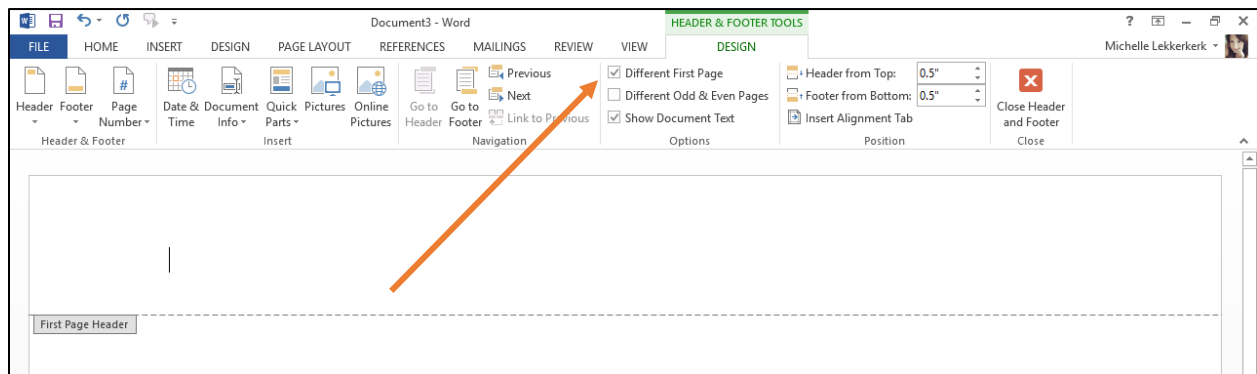 Document3 - Word
HEADER & FOOTER TOOLS
?
FILE HOME INSERT DESIGN PAGE LAYOUT REFERENCES MAILINGS REVIEW VIEW DESIGN Michelle Lekkerkerk
Header Footer Page Number
Header & Footer
Date & Time Document Info Quick Parts Pictures Online Pictures
Insert
Go to Header Go to Footer
Previous
Next
Link to Previous
Navigation
Different First Page
Different Odd & Even Pages
Show Document Text
Options
Header from Top: 0.5"
Footer from Bottom: 0.5"
Insert Alignment Tab
Position
Close Header and Footer
Close
First Page Header